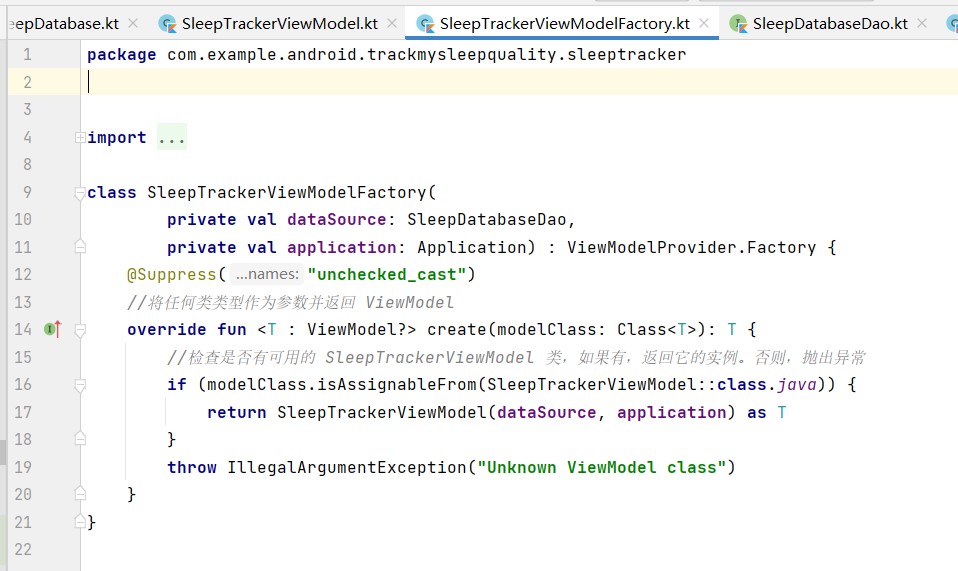 epDatabase.kt SleepTrackerViewModel.kt SleepTrackerViewModelFactory.kt SleepDatabaseDao.kt
1 package com.example.android.trackmysleepquality.sleeptracker
2
3
4 import ...
8
9 class SleepTrackerViewModelFactory(
10 private val dataSource: SleepDatabaseDao,
11 private val application: Application) : ViewModelProvider.Factory {
12 @Suppress( ...names: "unchecked_cast")
13 //将任何类类型作为参数并返回 ViewModel
14 override fun <T : ViewModel?> create(modelClass: Class<T>): T {
15 //检查是否有可用的 SleepTrackerViewModel 类，如果有，返回它的实例。否则，抛出异常
16 if (modelClass.isAssignableFrom(SleepTrackerViewModel::class.java)) {
17 return SleepTrackerViewModel(dataSource, application) as T
18 }
19 throw IllegalArgumentException("Unknown ViewModel class")
20 }
21 }
22